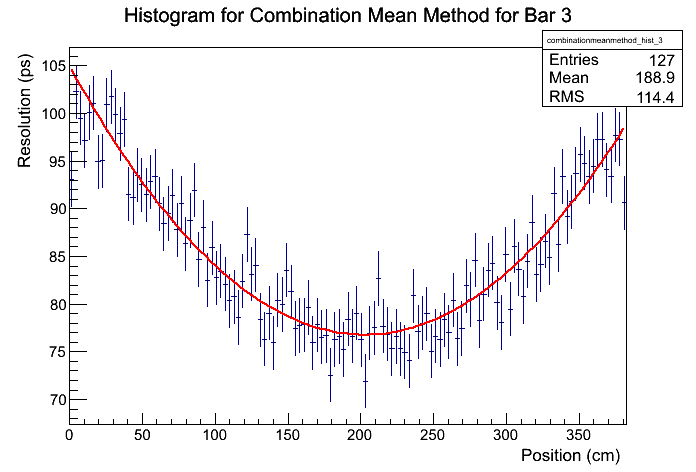 Histogram for Combination Mean Method for Bar 3
combinationmeanmethod_hist_3
Entries 127
Mean 188.9
RMS 114.4
Resolution (ps)
105
100
95
90
85
80
75
70
0 50 100 150 200 250 300 350
Position (cm)